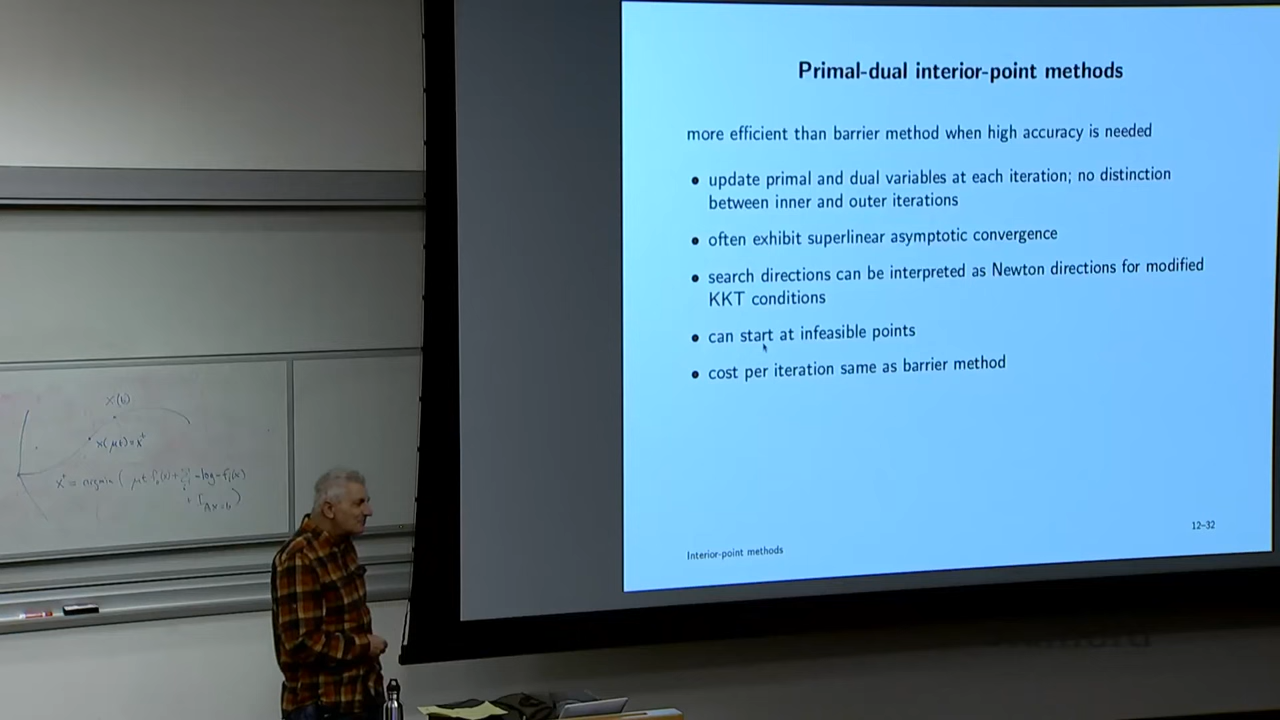 Primal-dual interior-point methods
more efficient than barrier method when high accuracy is needed
• update primal and dual variables at each iteration; no distinction
between inner and outer iterations
• often exhibit superlinear asymptotic convergence
• search directions can be interpreted as Newton directions for modified
KKT conditions
• can start at infeasible points
• cost per iteration same as barrier method
Interior-point methods
12–32
x(t)
x(μt)=x⁺
x⁺ = argmin (
Ax=b